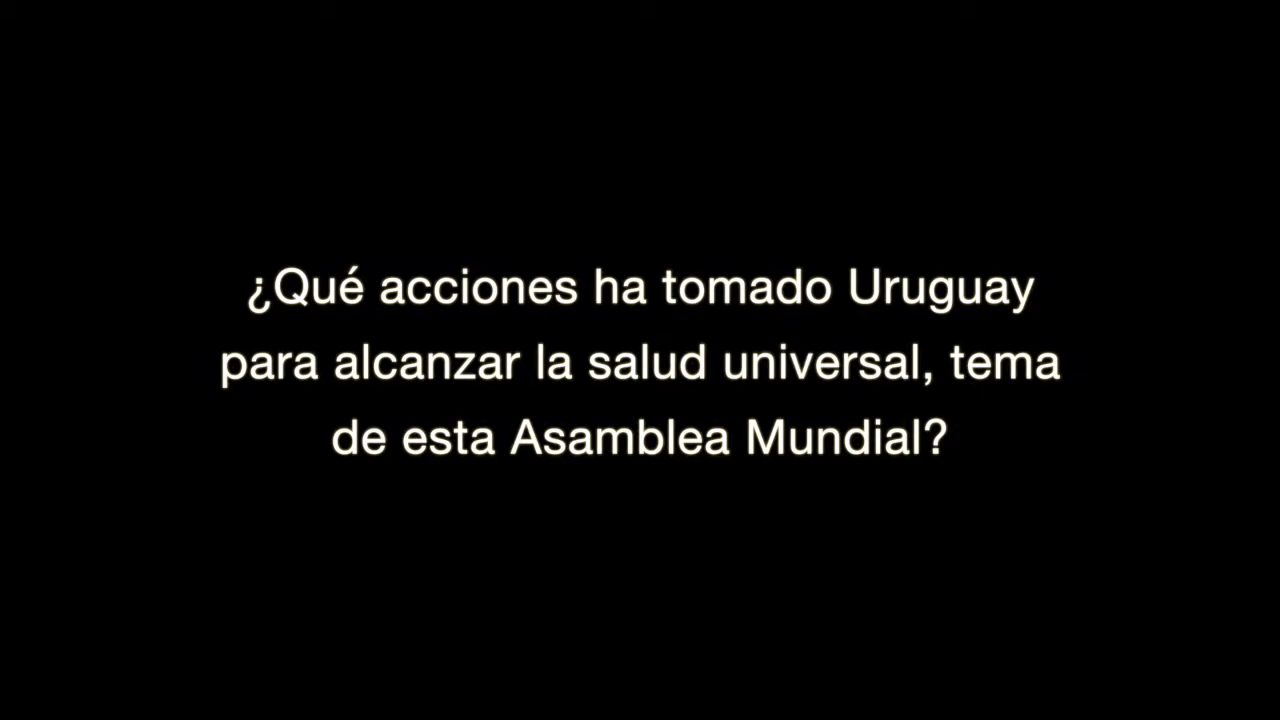 ¿Qué acciones ha tomado Uruguay
para alcanzar la salud universal, tema
de esta Asamblea Mundial?